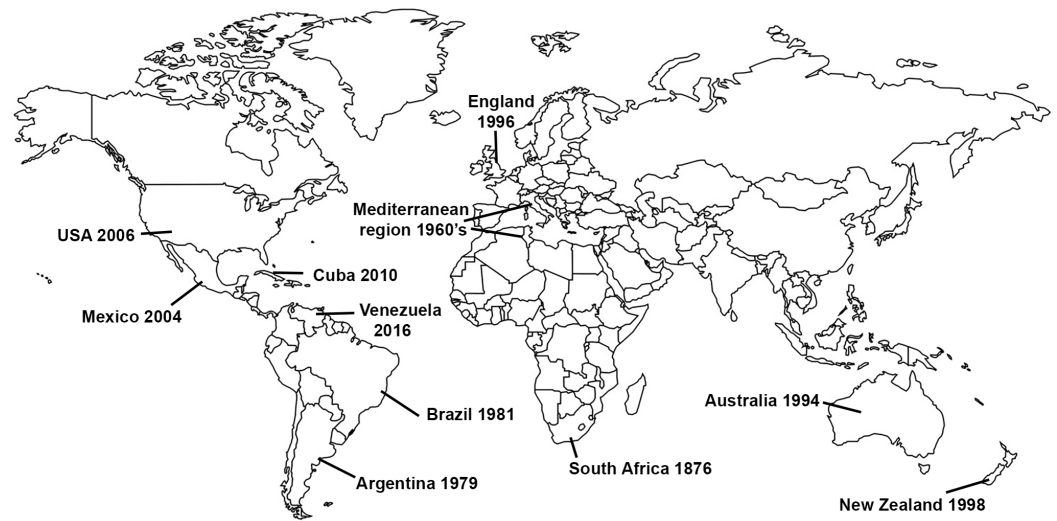 England
1996
Mediterranean
region 1960's
USA 2006
Cuba 2010
Mexico 2004
Venezuela
2016
Brazil 1981
Australia 1994
South Africa 1876
Argentina 1979
New Zealand 1998